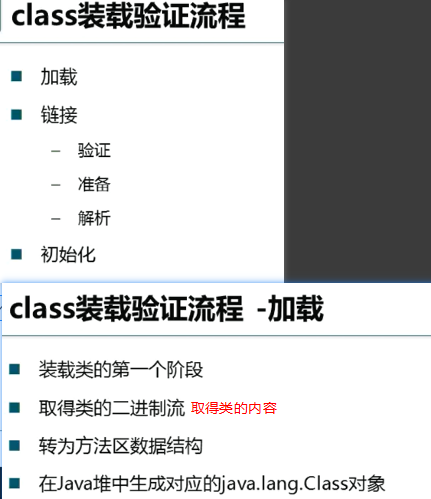 class装载验证流程
加载
链接
– 验证
– 准备
– 解析
初始化
class装载验证流程 -加载
装载类的第一个阶段
取得类的二进制流 取得类的内容
转为方法区数据结构
在Java堆中生成对应的java.lang.Class对象